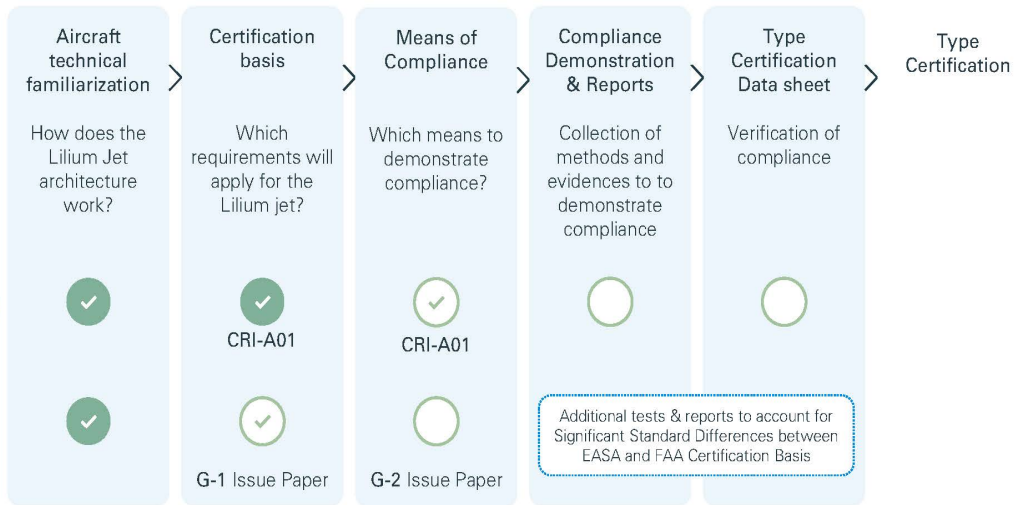 Aircraft
technical
familiarization
Certification
basis
Means of
Compliance
Compliance
Demonstration
& Reports
Type
Certification
Data sheet
Type
Certification
How does the
Lilium Jet
architecture
work?
Which
requirements will
apply for the
Lilium jet?
Which means to
demonstrate
compliance?
Collection of
methods and
evidences to to
demonstrate
compliance
Verification of
compliance
CRI-A01
CRI-A01
G-1 Issue Paper
G-2 Issue Paper
Additional tests & reports to account for
Significant Standard Differences between
EASA and FAA Certification Basis